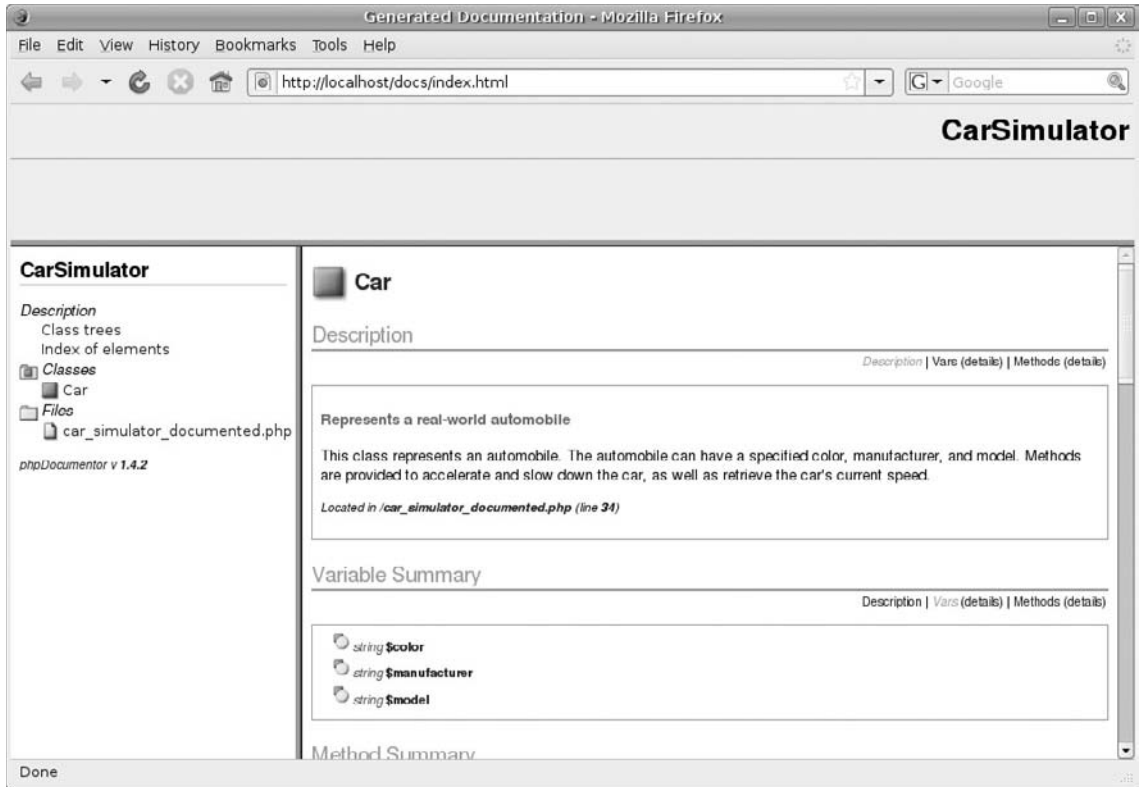 Generated Documentation - Mozilla Firefox
File Edit View History Bookmarks Tools Help
http://localhost/docs/index.html
G Google
CarSimulator
CarSimulator
Description
Class trees
Index of elements
Classes
Car
Files
car_simulator_documented.php
phpDocumentor v 1.4.2
Car
Description
Description | Vars (details) | Methods (details)
Represents a real-world automobile
This class represents an automobile. The automobile can have a specified color, manufacturer, and model. Methods
are provided to accelerate and slow down the car, as well as retrieve the car's current speed.
Located in /car_simulator_documented.php (line 34)
Variable Summary
Description | Vars (details) | Methods (details)
string $color
string $manufacturer
string $model
Method Summary
Done